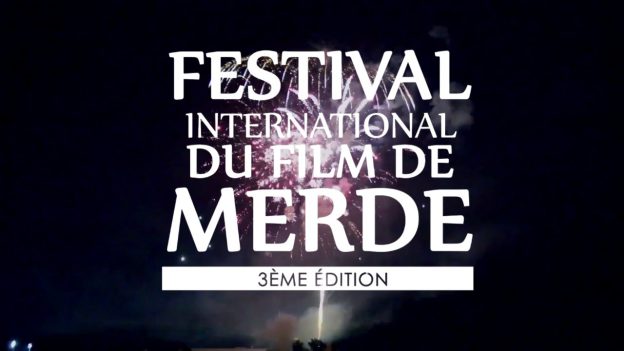 FESTIVAL
INTERNATIONAL
DU FILM DE
MERDE
3ÈME ÉDITION